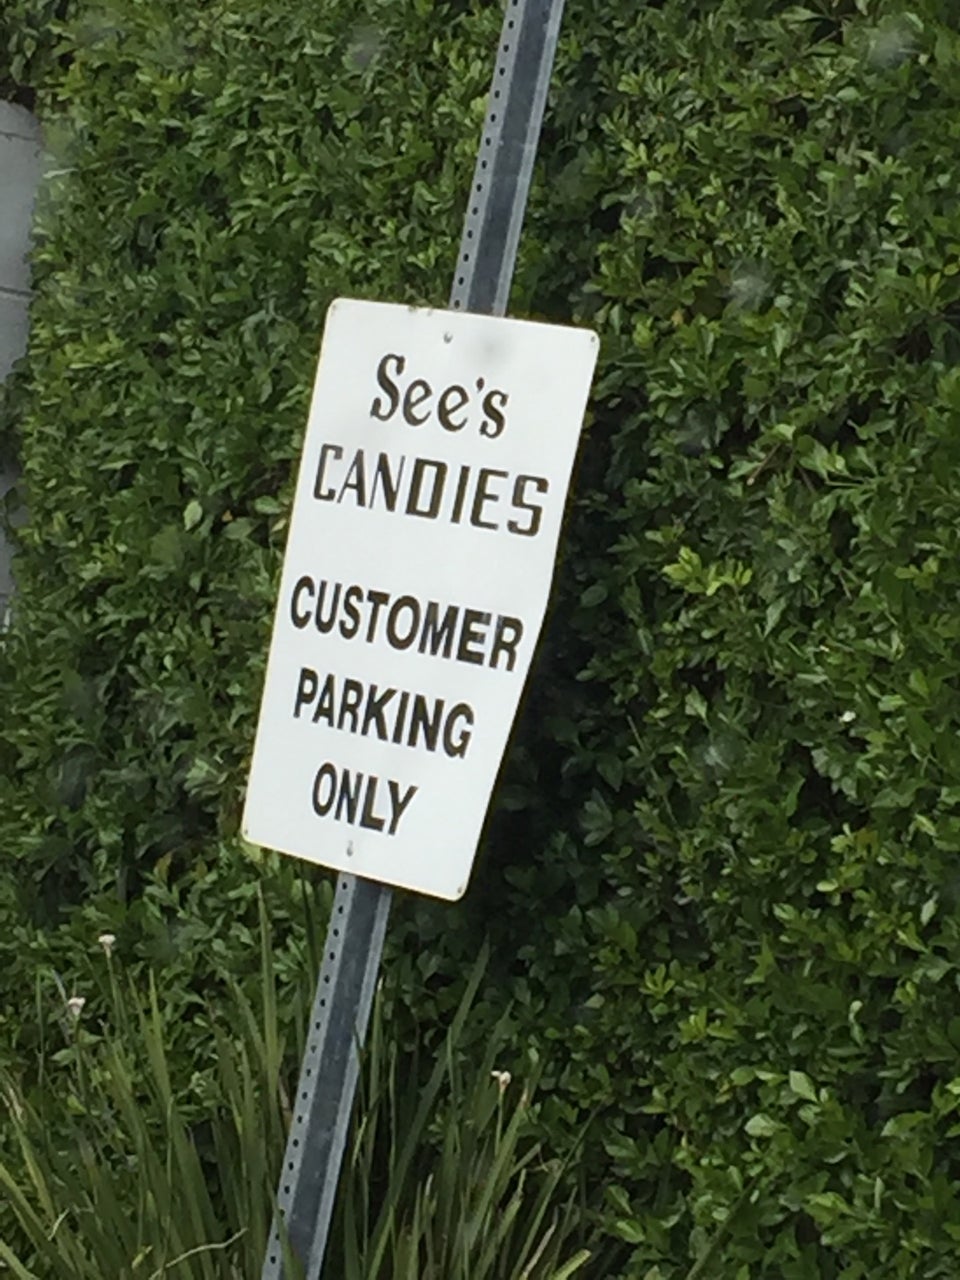 See's
CANDIES
CUSTOMER
PARKING
ONLY